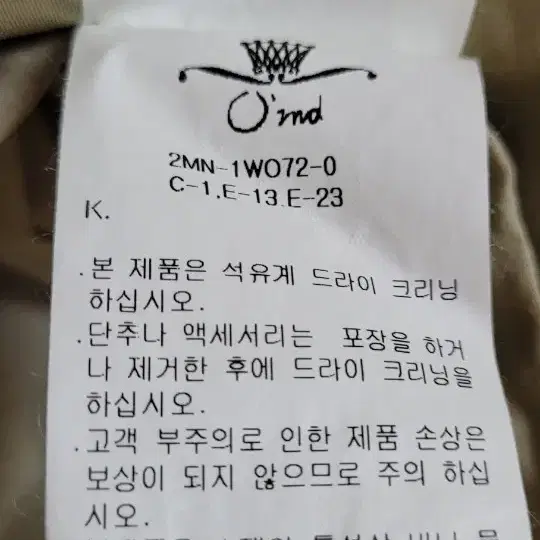 O'md
2MN-1W072-0
C-1.E-13.E-23
K.
.본 제품은 석유계 드라이 크리닝
하십시오.
.단추나 액세서리는 포장을 하거
나 제거한 후에 드라이 크리닝을
하십시오.
.고객 부주의로 인한 제품 손상은
보상이 되지 않으므로 주의 하십
시오.